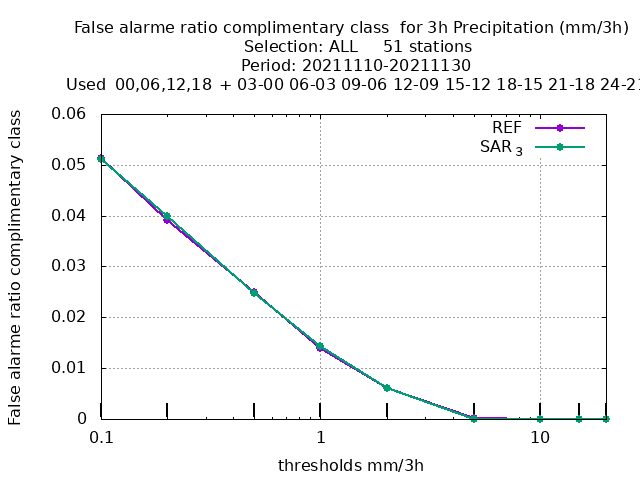 False alarme ratio complimentary class  for 3h Precipitation (mm/3h)
Selection: ALL     51 stations
Period: 20211110-20211130
Used  00,06,12,18  + 03-00 06-03 09-06 12-09 15-12 18-15 21-18 24-21
False alarme ratio complimentary class
0.06
0.05
0.04
0.03
0.02
0.01
0
REF
SAR 3
0.1
1
10
thresholds mm/3h